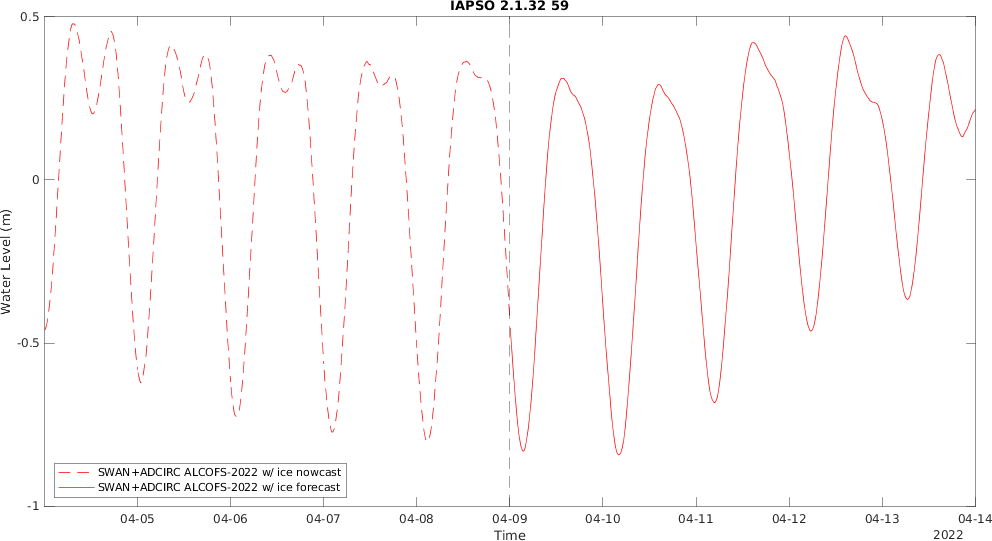 IAPSO 2.1.32 59
0.5
0
-0.5
-1
Water Level (m)
SWAN+ADCIRC ALCOFS-2022 w/ ice nowcast
SWAN+ADCIRC ALCOFS-2022 w/ ice forecast
04-05 04-06 04-07 04-08 04-09 04-10 04-11 04-12 04-13 04-14
Time
2022